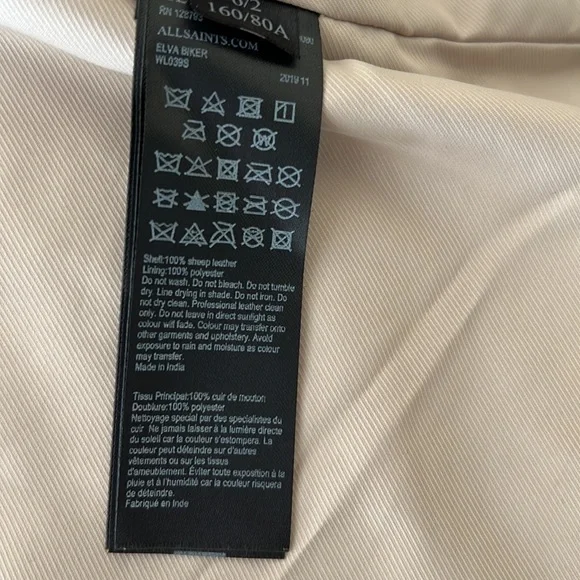 6/2
160/80A
RN 128793
ALLSAINTS.COM
ELVA BIKER
WL039S
2019 11
Shell:100% sheep leather
Lining:100% polyester
Do not wash. Do not bleach. Do not tumble
dry. Line drying in shade. Do not iron. Do
not dry clean. Professional leather clean
only. Do not leave in direct sunlight as
colour will fade. Colour may transfer onto
other garments and upholstery. Avoid
exposure to rain and moisture as colour
may transfer.
Made in India
Tissu Principal:100% cuir de mouton
Doublure:100% polyester
Nettoyage special par des specialistes du
cuir Ne jamais laisser à la lumière directe
du soleil car la couleur s'estompera. La
couleur peut déteindre sur d'autres
vêtements ou sur les tissus
d'ameublement. Éviter toute exposition à la
pluie et à l'humidité car la couleur risquera
de déteindre.
Fabriqué en Inde